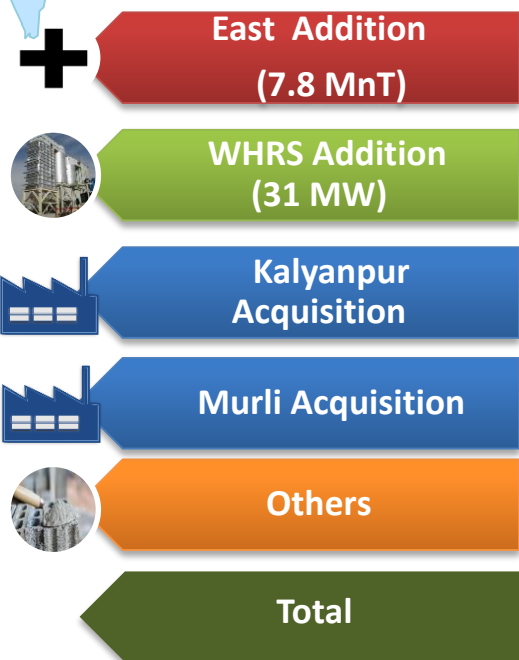 East Addition
(7.8 MnT)
WHRS Addition
(31 MW)
Kalyanpur
Acquisition
Murli Acquisition
Others
Total